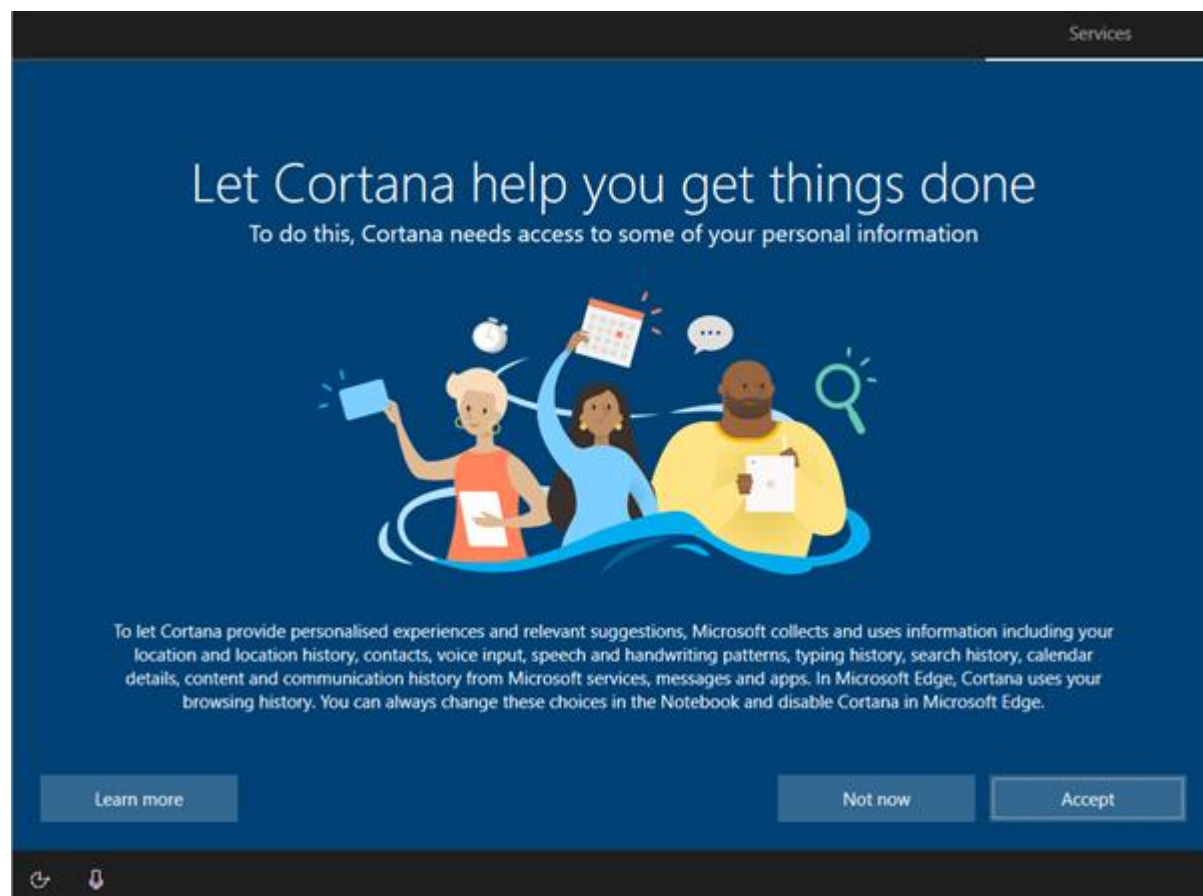 Services
Let Cortana help you get things done
To do this, Cortana needs access to some of your personal information
To let Cortana provide personalised experiences and relevant suggestions, Microsoft collects and uses information including your
location and location history, contacts, voice input, speech and handwriting patterns, typing history, search history, calendar
details, content and communication history from Microsoft services, messages and apps. In Microsoft Edge, Cortana uses your
browsing history. You can always change these choices in the Notebook and disable Cortana in Microsoft Edge.
Learn more
Not now
Accept